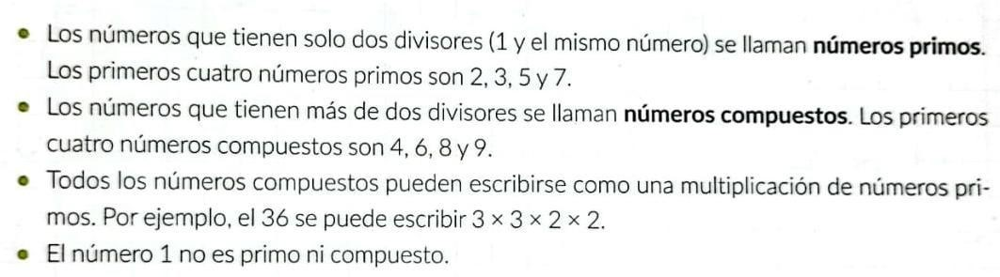 • Los números que tienen solo dos divisores (1 y el mismo número) se llaman números primos.
Los primeros cuatro números primos son 2, 3, 5 y 7.
• Los números que tienen más de dos divisores se llaman números compuestos. Los primeros
cuatro números compuestos son 4, 6, 8 y 9.
• Todos los números compuestos pueden escribirse como una multiplicación de números pri-
mos. Por ejemplo, el 36 se puede escribir 3 × 3 × 2 × 2.
• El número 1 no es primo ni compuesto.